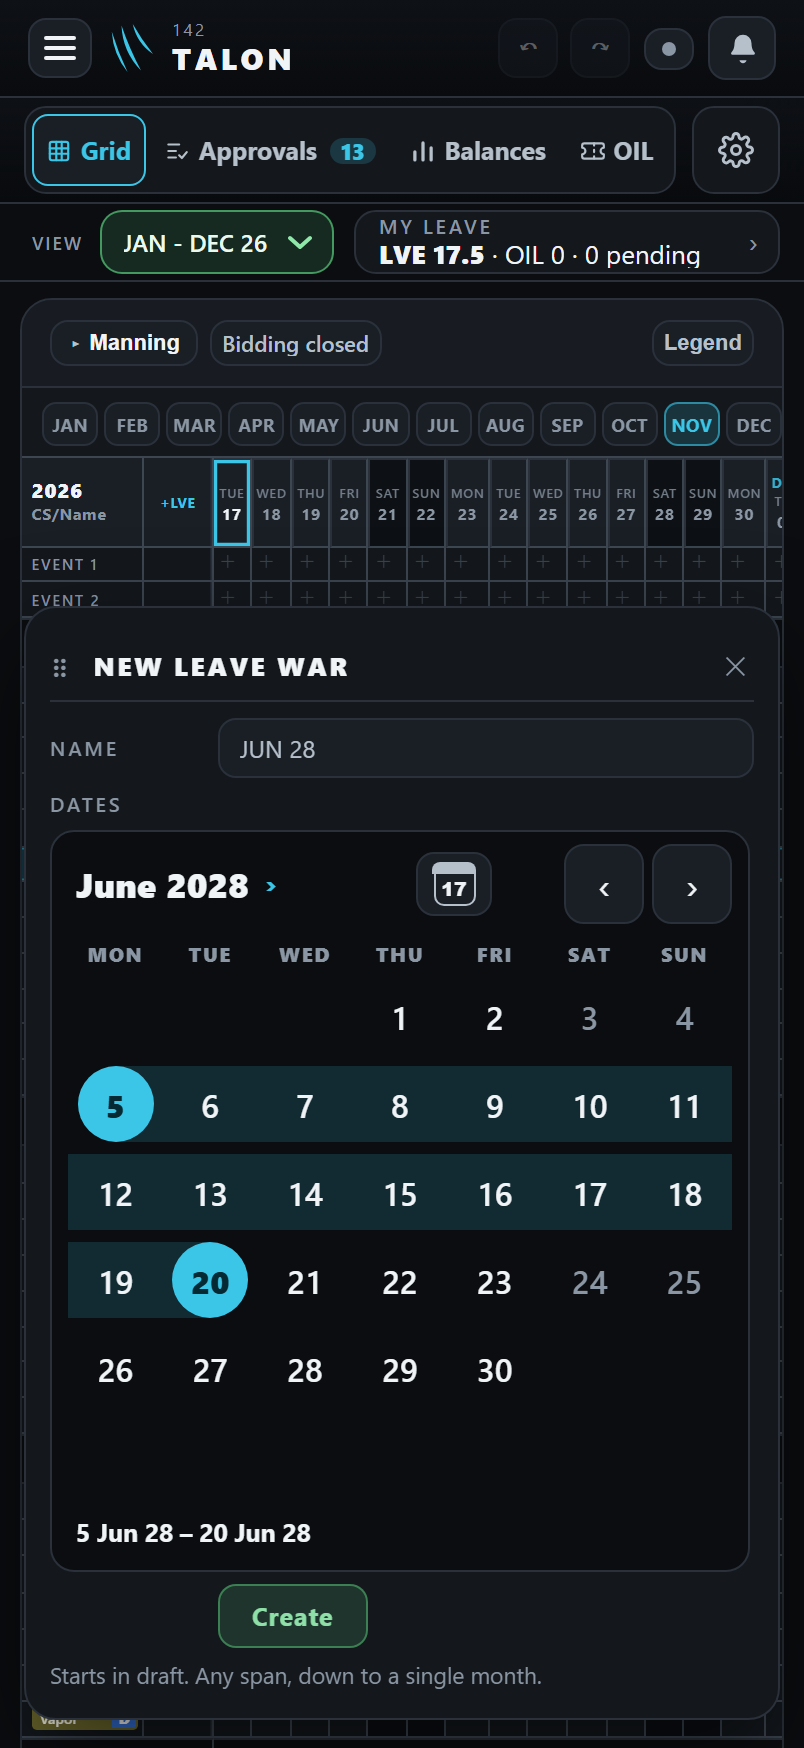 142
TALON
Grid
Approvals 13
Balances
OIL
VIEW
JAN - DEC 26
MY LEAVE
LVE 17.5 · OIL 0 · 0 pending
Manning
Bidding closed
Legend
JAN FEB MAR APR MAY JUN JUL AUG SEP OCT NOV DEC
2026
CS/Name
+LVE
TUE WED THU FRI SAT SUN MON TUE WED THU FRI SAT SUN MON
17 18 19 20 21 22 23 24 25 26 27 28 29 30
EVENT 1
EVENT 2
NEW LEAVE WAR
NAME
JUN 28
DATES
June 2028 ›
17
‹ ›
MON TUE WED THU FRI SAT SUN
1 2 3 4
5 6 7 8 9 10 11
12 13 14 15 16 17 18
19 20 21 22 23 24 25
26 27 28 29 30
5 Jun 28 – 20 Jun 28
Create
Starts in draft. Any span, down to a single month.